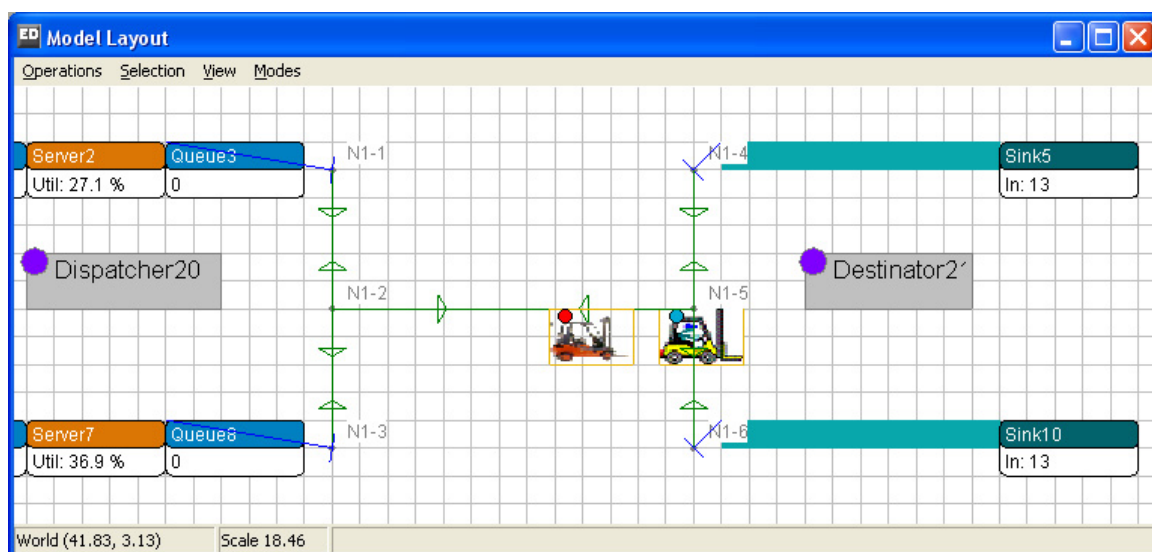 ED Model Layout
Operations Selection View Modes
Server2 Queue3 N1-1 N1-4 Sink5
Util: 27.1 % 0 In: 13
Dispatcher20 Destinator21
N1-2 N1-5
Server7 Queue8 N1-3 N1-6 Sink10
Util: 36.9 % 0 In: 13
World (41.83, 3.13) Scale 18.46